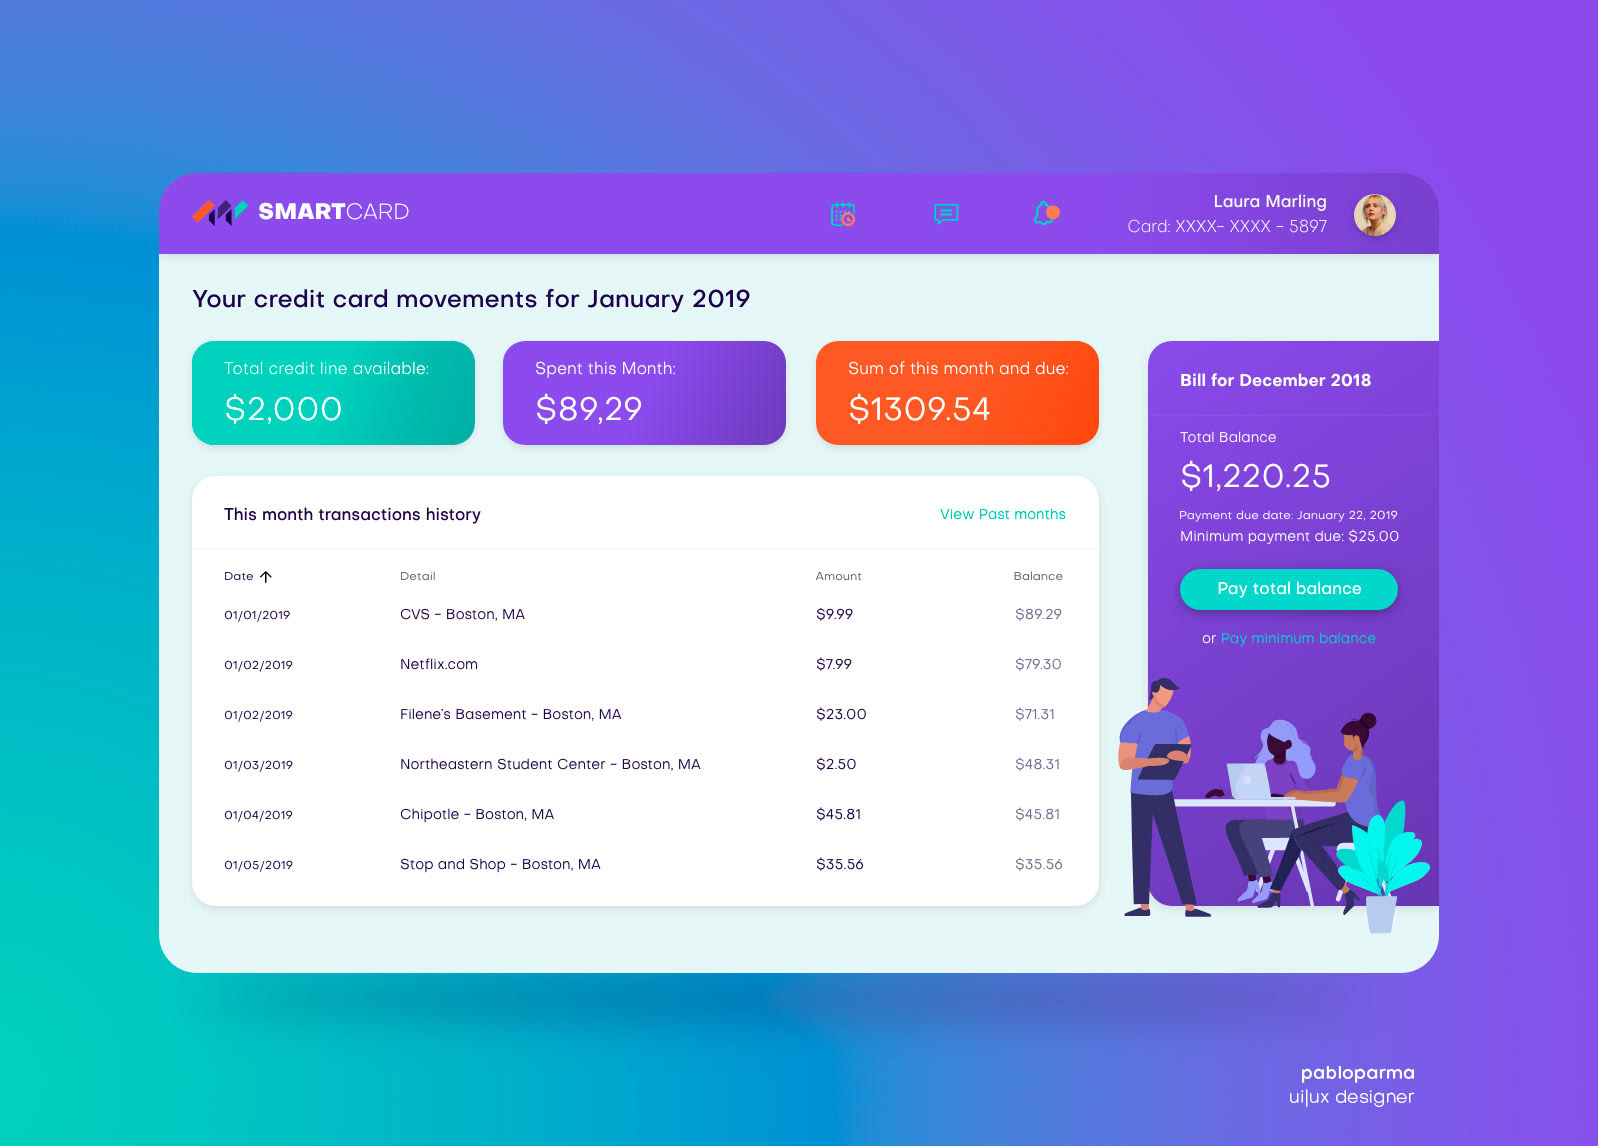 SMARTCARD
Laura Marling
Card: XXXX- XXXX - 5897
Your credit card movements for January 2019
Total credit line available:
$2,000
Spent this Month:
$89,29
Sum of this month and due:
$1309.54
Bill for December 2018
Total Balance
$1,220.25
Payment due date: January 22, 2019
Minimum payment due: $25.00
Pay total balance
or Pay minimum balance
This month transactions history
View Past months
Date Detail Amount Balance
01/01/2019 CVS - Boston, MA $9.99 $89.29
01/02/2019 Netflix.com $7.99 $79.30
01/02/2019 Filene's Basement - Boston, MA $23.00 $71.31
01/03/2019 Northeastern Student Center - Boston, MA $2.50 $48.31
01/04/2019 Chipotle - Boston, MA $45.81 $45.81
01/05/2019 Stop and Shop - Boston, MA $35.56 $35.56
pabloparma
ui|ux designer